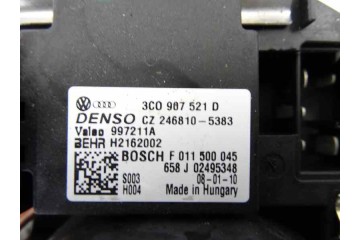 3C0 907 521 D
DENSO CZ 246810-5383
Valeo 997211A
BEHR H2162002
BOSCH F 011 500 045
658 J 02495348
S003 08-01-10
H004 Made in Hungary